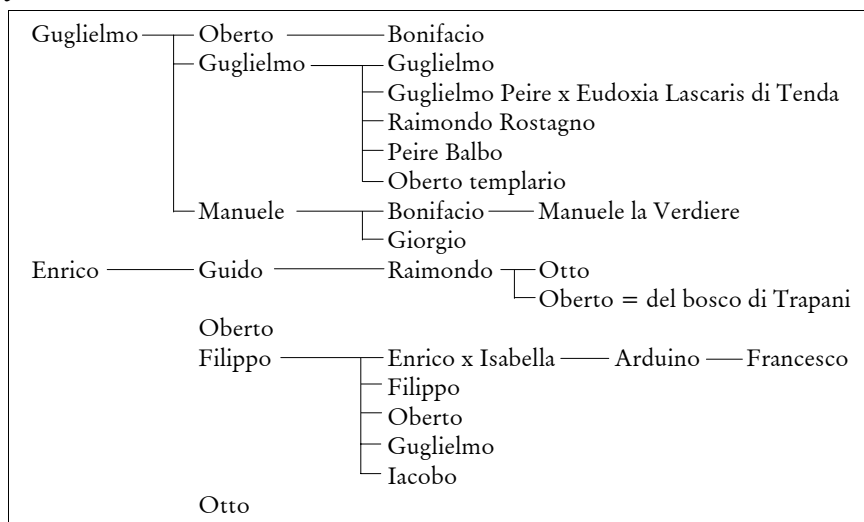 Guglielmo Oberto Bonifacio
Guglielmo Guglielmo
Guglielmo Peire x Eudoxia Lascaris di Tenda
Raimondo Rostagno
Peire Balbo
Oberto templario
Manuele Bonifacio Manuele la Verdiere
Giorgio
Enrico Guido Raimondo Otto
Oberto = del bosco di Trapani
Oberto
Filippo Enrico x Isabella Arduino Francesco
Filippo
Oberto
Guglielmo
Iacobo
Otto